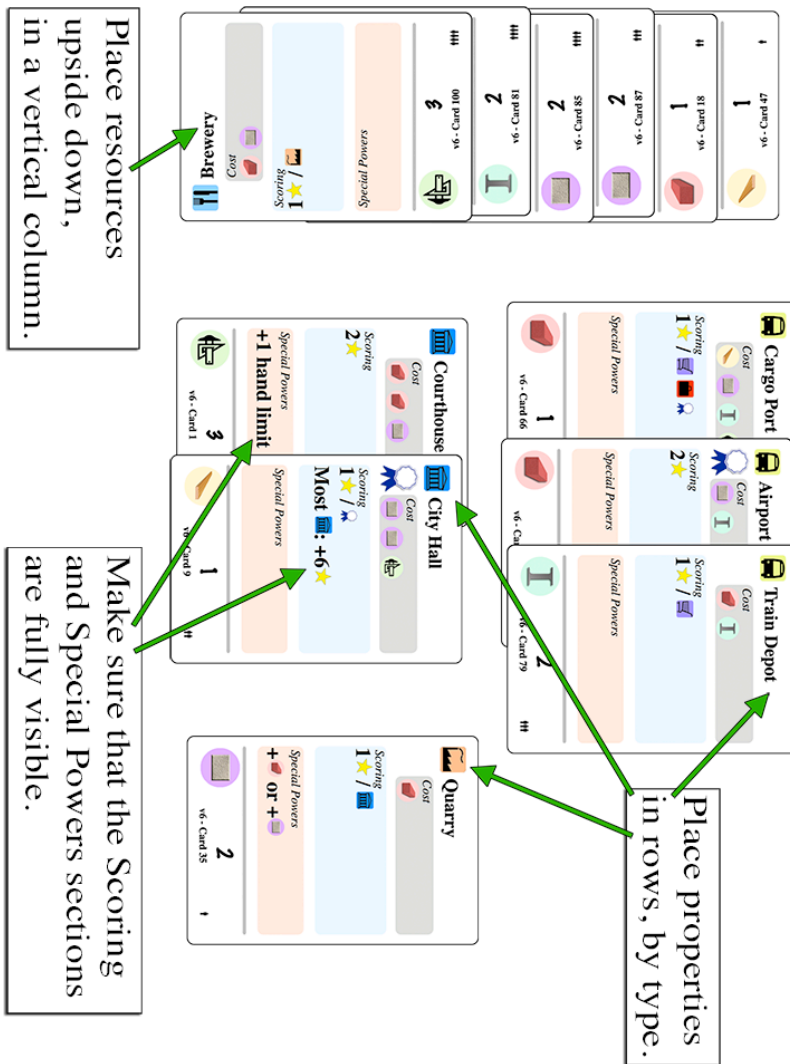 Place properties
in rows, by type.
Cargo Port
Cost
Scoring
1 /
Special Powers
1
v6 - Card 66
Airport
Cost
Scoring
2
Special Powers
v6 - Ca
Train Depot
Cost
Scoring
1 /
Special Powers
2
v6 - Card 79
1
v6 - Card 47
1
v6 - Card 18
2
v6 - Card 87
2
v6 - Card 85
2
v6 - Card 81
3
v6 - Card 100
Special Powers
Scoring
1 /
Cost
Brewery
Courthouse
Cost
Scoring
2
Special Powers
+1 hand limit
3
v6 - Card 1
City Hall
Cost
Scoring
1 /
Most : +6
Special Powers
1
v6 - Card 9
Quarry
Cost
Scoring
1 /
Special Powers
+ or +
2
v6 - Card 35
Place resources
upside down,
in a vertical column.
Make sure that the Scoring
and Special Powers sections
are fully visible.